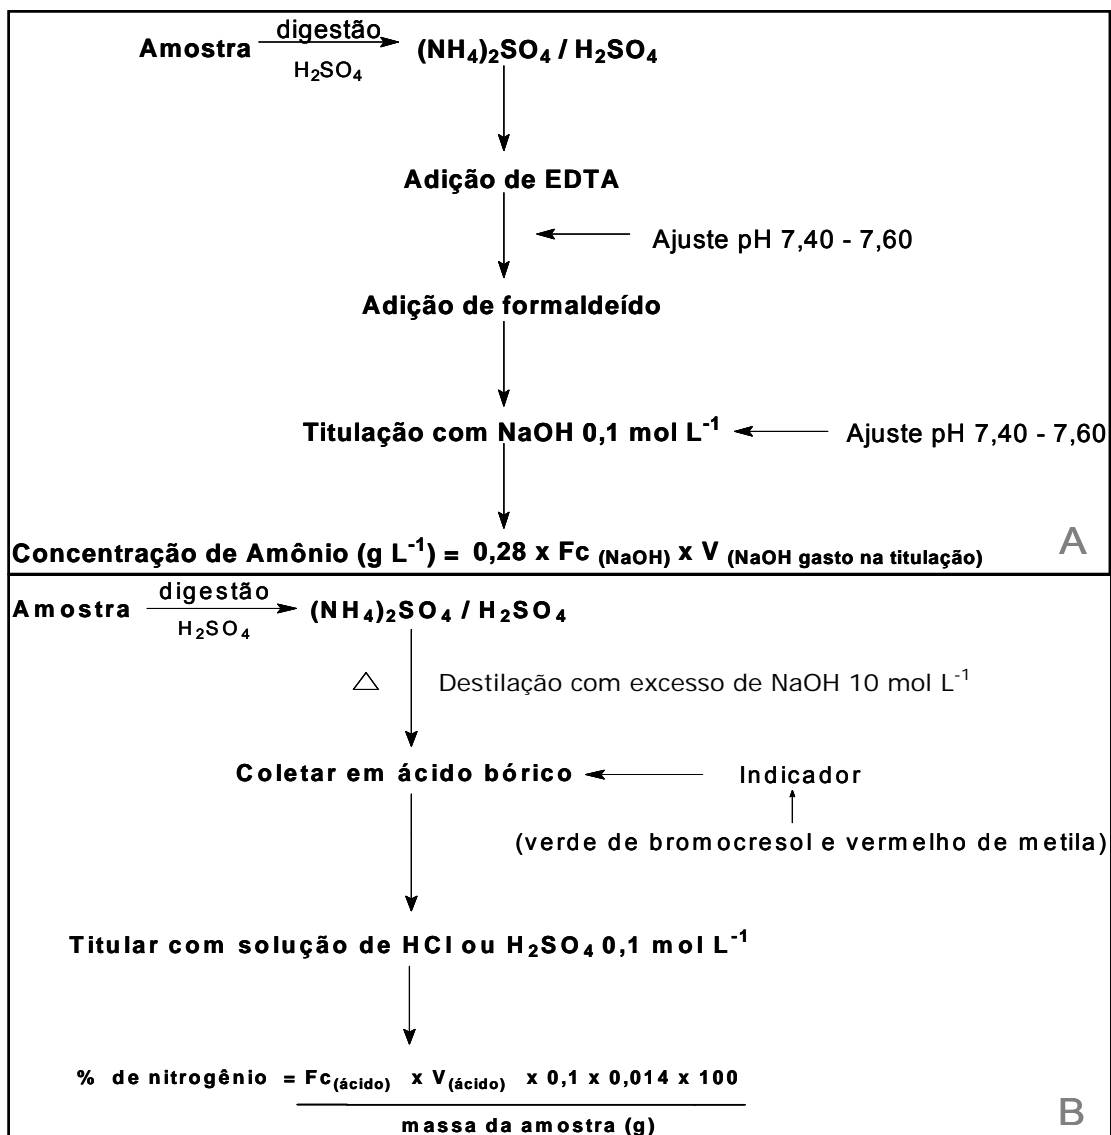 digestão
Amostra (NH4)2SO4 / H2SO4
H2SO4
Adição de EDTA
Ajuste pH 7,40 - 7,60
Adição de formaldeído
Titulação com NaOH 0,1 mol L-1 Ajuste pH 7,40 - 7,60
Concentração de Amônio (g L-1) = 0,28 x Fc (NaOH) x V (NaOH gasto na titulação)
A
digestão
Amostra (NH4)2SO4 / H2SO4
H2SO4
△ Destilação com excesso de NaOH 10 mol L-1
Coletar em ácido bórico Indicador
(verde de bromocresol e vermelho de metila)
Titular com solução de HCl ou H2SO4 0,1 mol L-1
% de nitrogênio = Fc(ácido) x V(ácido) x 0,1 x 0,014 x 100
massa da amostra (g)
B